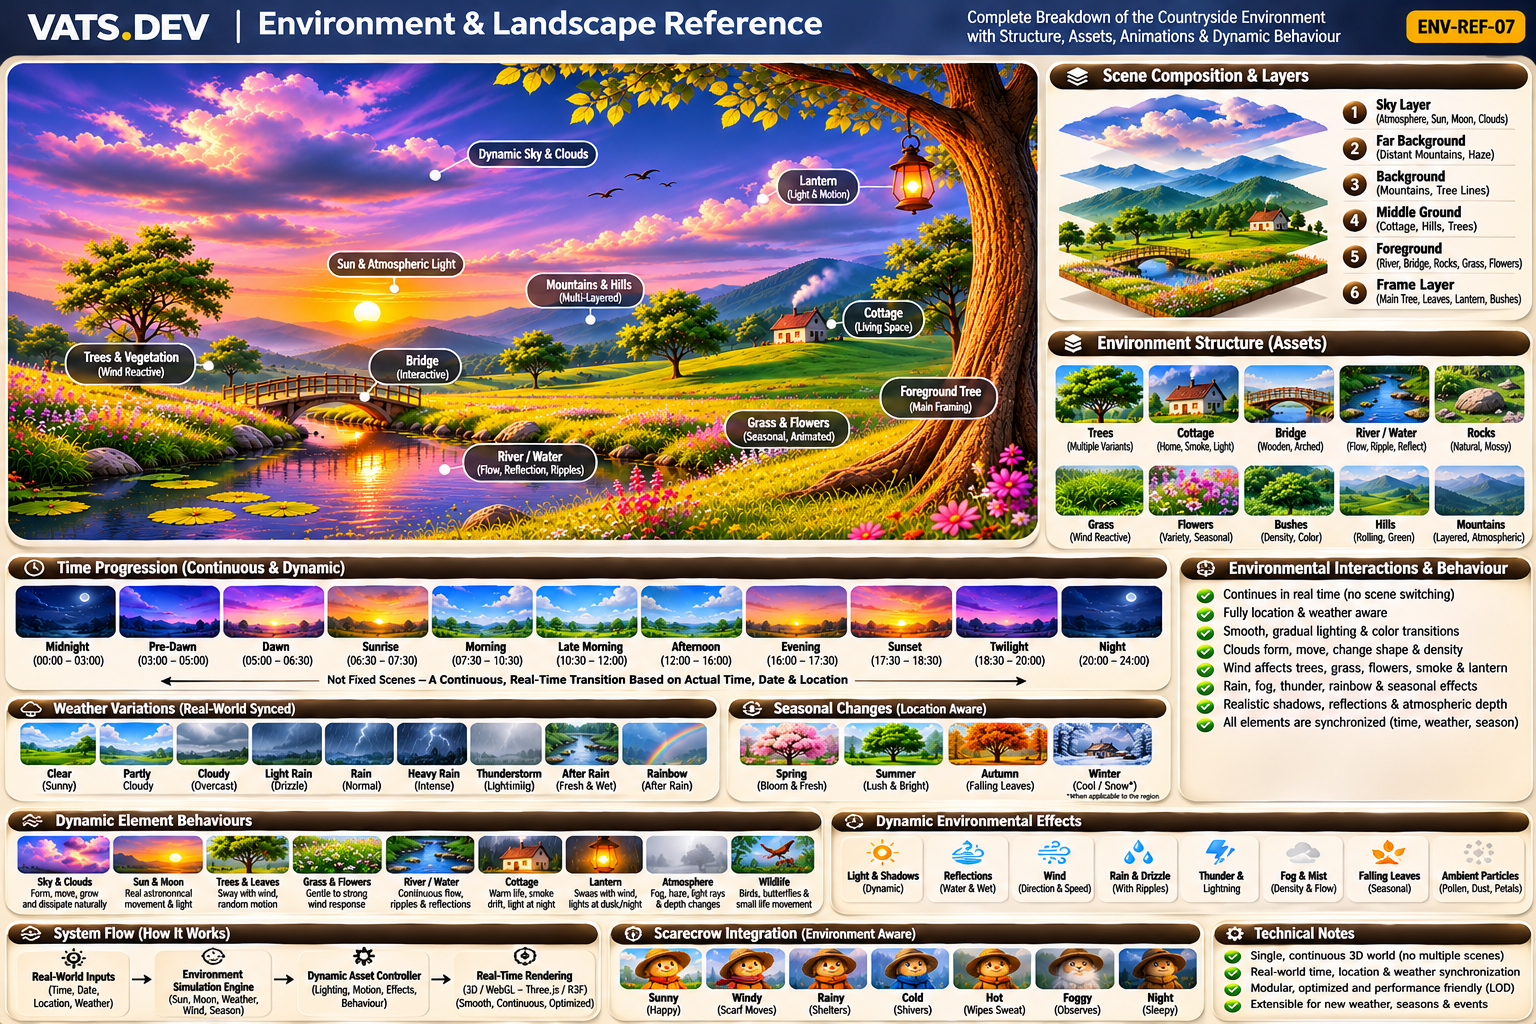 VATS.DEV | Environment & Landscape Reference
Complete Breakdown of the Countryside Environment
with Structure, Assets, Animations & Dynamic Behaviour
ENV-REF-07
Dynamic Sky & Clouds
Lantern
(Light & Motion)
Sun & Atmospheric Light
Mountains & Hills
(Multi-Layered)
Cottage
(Living Space)
Trees & Vegetation
(Wind Reactive)
Bridge
(Interactive)
Foreground Tree
(Main Framing)
Grass & Flowers
(Seasonal, Animated)
River / Water
(Flow, Reflection, Ripples)
Scene Composition & Layers
1 Sky Layer
(Atmosphere, Sun, Moon, Clouds)
2 Far Background
(Distant Mountains, Haze)
3 Background
(Mountains, Tree Lines)
4 Middle Ground
(Cottage, Hills, Trees)
5 Foreground
(River, Bridge, Rocks, Grass, Flowers)
6 Frame Layer
(Main Tree, Leaves, Lantern, Bushes)
Environment Structure (Assets)
Trees
(Multiple Variants)
Cottage
(Home, Smoke, Light)
Bridge
(Wooden, Arched)
River / Water
(Flow, Ripple, Reflect)
Rocks
(Natural, Mossy)
Grass
(Wind Reactive)
Flowers
(Variety, Seasonal)
Bushes
(Density, Color)
Hills
(Rolling, Green)
Mountains
(Layered, Atmospheric)
Time Progression (Continuous & Dynamic)
Midnight
(00:00 – 03:00)
Pre-Dawn
(03:00 – 05:00)
Dawn
(05:00 – 06:30)
Sunrise
(06:30 – 07:30)
Morning
(07:30 – 10:30)
Late Morning
(10:30 – 12:00)
Afternoon
(12:00 – 16:00)
Evening
(16:00 – 17:30)
Sunset
(17:30 – 18:30)
Twilight
(18:30 – 20:00)
Night
(20:00 – 24:00)
Not Fixed Scenes – A Continuous, Real-Time Transition Based on Actual Time, Date & Location
Environmental Interactions & Behaviour
Continues in real time (no scene switching)
Fully location & weather aware
Smooth, gradual lighting & color transitions
Clouds form, move, change shape & density
Wind affects trees, grass, flowers, smoke & lantern
Rain, fog, thunder, rainbow & seasonal effects
Realistic shadows, reflections & atmospheric depth
All elements are synchronized (time, weather, season)
Weather Variations (Real-World Synced)
Clear
(Sunny)
Partly
Cloudy
Cloudy
(Overcast)
Light Rain
(Drizzle)
Rain
(Normal)
Heavy Rain
(Intense)
Thunderstorm
(Lightimilg)
After Rain
(Fresh & Wet)
Rainbow
(After Rain)
Seasonal Changes (Location Aware)
Spring
(Bloom & Fresh)
Summer
(Lush & Bright)
Autumn
(Falling Leaves)
Winter
(Cool / Snow*)
*When applicable to the region
Dynamic Element Behaviours
Sky & Clouds
Form, move, grow
and dissipate naturally
Sun & Moon
Real astrononcal
movement & light
Trees & Leaves
Sway with wind,
random motion
Grass & Flowers
Gentle to strong
wind response
River / Water
Continuous flow,
ripples & reflections
Cottage
Warm life, smoke
drift, light at night
Lantern
Swaas with wind,
lights at dusk/night
Atmosphere
Fog, haze, light rays
& depth changes
Wildlife
Birds, butterflies &
small life movement
Dynamic Environmental Effects
Light & Shadows
(Dynamic)
Reflections
(Water & Wet)
Wind
(Direction & Speed)
Rain & Drizzle
(With Ripples)
Thunder &
Lightning
Fog & Mist
(Density & Flow)
Falling Leaves
(Seasonal)
Ambient Particles
(Pollen, Dust, Petals)
System Flow (How It Works)
Real-World Inputs
(Time, Date,
Location, Weather)
Environment
Simulation Engine
(Sun, Moon, Weather,
Wind, Season)
Dynamic Asset Controller
(Lighting, Motion, Effects,
Behaviour)
Real-Time Rendering
(3D / WebGL – Three.js / R3F)
(Smooth, Continuous, Optimized)
Scarecrow Integration (Environment Aware)
Sunny
(Happy)
Windy
(Scarf Moves)
Rainy
(Shelters)
Cold
(Shivers)
Hot
(Wipes Sweat)
Foggy
(Observes)
Night
(Sleepy)
Technical Notes
Single, continuous 3D world (no multiple scenes)
Real-world time, location & weather synchronization
Modular, optimized and performance friendly (LOD)
Extensible for new weather, seasons & events